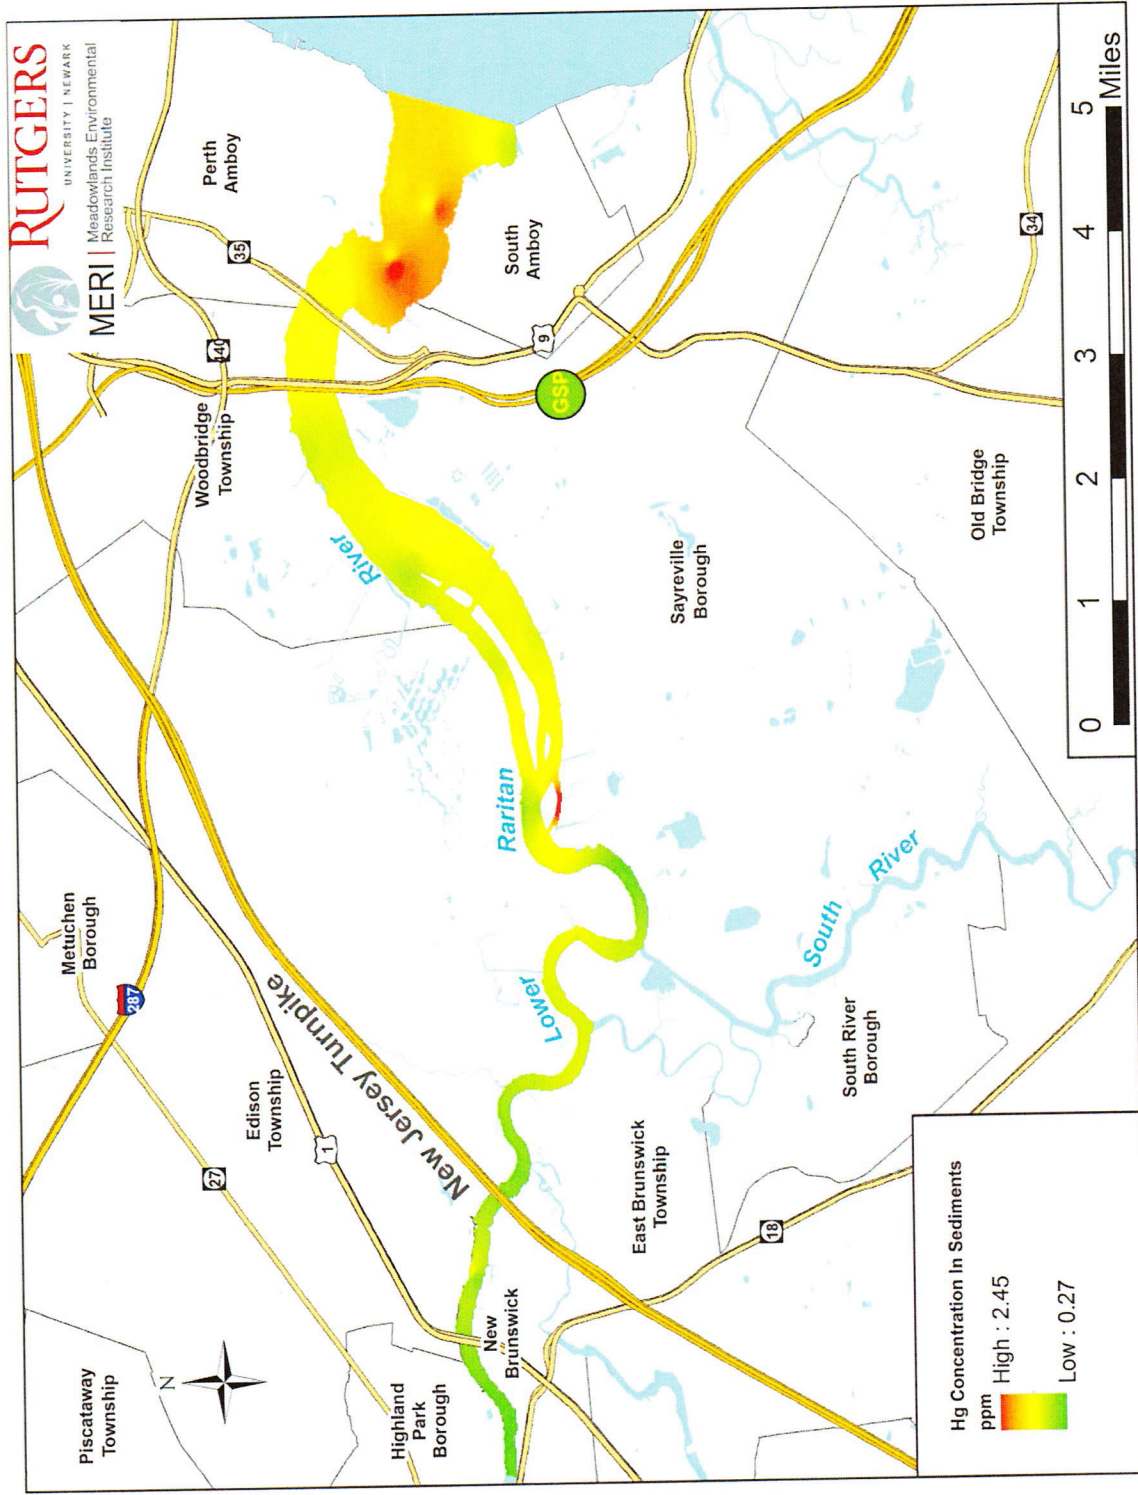 RUTGERS
UNIVERSITY | NEWARK
MERI | Meadowlands Environmental
Research Institute
Piscataway
Township
N
Metuchen
Borough
287
27
Edison
Township
1
New Jersey Turnpike
Highland
Park
Borough
New
Brunswick
Woodbridge
Township
440
35
Perth
Amboy
South
Amboy
9
GSP
Lower
Raritan
River
Sayreville
Borough
East Brunswick
Township
18
South River
Borough
South
River
Old Bridge
Township
34
Hg Concentration In Sediments
ppm
High : 2.45
Low : 0.27
0 1 2 3 4 5
Miles